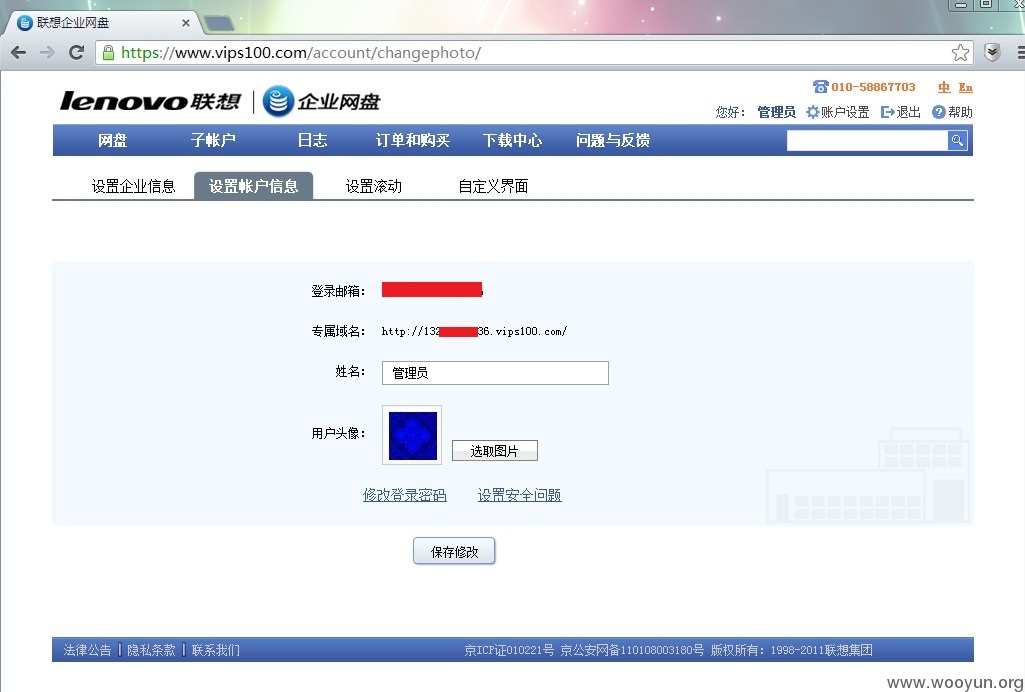 联想企业网盘
https://www.vips100.com/account/changephoto/
lenovo联想 企业网盘
010-58867703 中 En
您好： 管理员 账户设置 退出 帮助
网盘 子帐户 日志 订单和购买 下载中心 问题与反馈
设置企业信息 设置帐户信息 设置滚动 自定义界面
登录邮箱：
专属域名： http://132 36.vips100.com/
姓名： 管理员
用户头像： 选取图片
修改登录密码 设置安全问题
保存修改
法律公告 | 隐私条款 | 联系我们 京ICP证010221号 京公安网备110108003180号 版权所有：1998-2011联想集团
www.wooyun.org